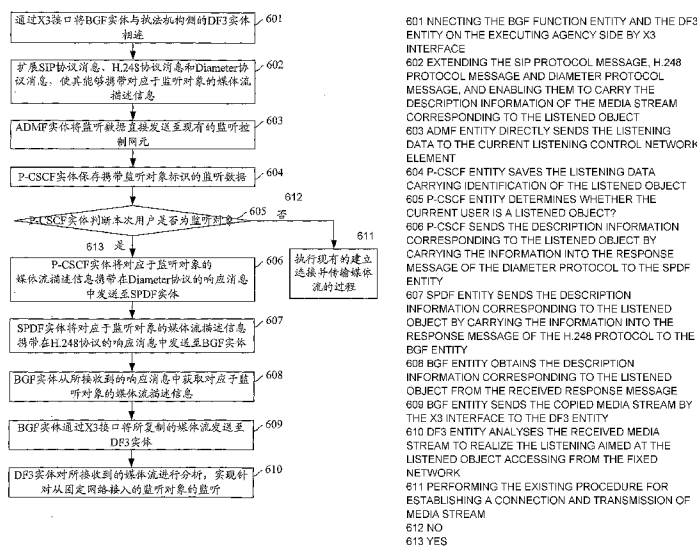 通过X3接口将BGF实体与执法机构侧的DF3实体
相连
601
扩展SIP协议消息、H.248协议消息和Diameter协
议消息，使其能够携带对应于监听对象的媒体流
描述信息
602
ADMF实体将监听数据直接发送至现有的监听控
制网元
603
P-CSCF实体保存携带监听对象标识的监听数据
604
P-CSCF实体判断本次用户是否为监听对象
605
否
612
613
是
611
执行现有的建立
连接并传输媒体
流的过程
P-CSCF实体将对应于监听对象的
媒体流描述信息携带在Diameter协议的响应消息
中发送至SPDF实体
606
SPDF实体将对应于监听对象的媒体流描述信息
携带在H.248协议的响应消息中发送至BGF实体
607
BGF实体从所接收到的响应消息中获取对应于监
听对象的媒体流描述信息
608
BGF实体通过X3接口将所复制的媒体流发送至
DF3实体
609
DF3实体对所接收到的媒体流进行分析，实现针
对从固定网络接入的监听对象的监听
610
601 NNECTING THE BGF FUNCTION ENTITY AND THE DF3
ENTITY ON THE EXECUTING AGENCY SIDE BY X3
INTERFACE
602 EXTENDING THE SIP PROTOCOL MESSAGE, H.248
PROTOCOL MESSAGE AND DIAMETER PROTOCOL
MESSAGE, AND ENABLING THEM TO CARRY THE
DESCRIPTION INFORMATION OF THE MEDIA STREAM
CORRESPONDING TO THE LISTENED OBJECT
603 ADMF ENTITY DIRECTLY SENDS THE LISTENING
DATA TO THE CURRENT LISTENING CONTROL NETWORK
ELEMENT
604 P-CSCF ENTITY SAVES THE LISTENING DATA
CARRYING IDENTIFICATION OF THE LISTENED OBJECT
605 P-CSCF ENTITY DETERMINES WHETHER THE
CURRENT USER IS A LISTENED OBJECT?
606 P-CSCF SENDS THE DESCRIPTION INFORMATION
CORRESPONDING TO THE LISTENED OBJECT BY
CARRYING THE INFORMATION INTO THE RESPONSE
MESSAGE OF THE DIAMETER PROTOCOL TO THE SPDF
ENTITY
607 SPDF ENTITY SENDS THE DESCRIPTION
INFORMATION CORRESPONDING TO THE LISTENED
OBJECT BY CARRYING THE INFORMATION INTO THE
RESPONSE MESSAGE OF THE H.248 PROTOCOL TO THE
BGF ENTITY
608 BGF ENTITY OBTAINS THE DESCRIPTION
INFORMATION CORRESPONDING TO THE LISTENED
OBJECT FROM THE RECEIVED RESPONSE MESSAGE
609 BGF ENTITY SENDS THE COPIED MEDIA STREAM BY
THE X3 INTERFACE TO THE DF3 ENTITY
610 DF3 ENTITY ANALYSES THE RECEIVED MEDIA
STREAM TO REALIZE THE LISTENING AIMED AT THE
LISTENED OBJECT ACCESSING FROM THE FIXED
NETWORK
611 PERFORMING THE EXISTING PROCEDURE FOR
ESTABLISHING A CONNECTION AND TRANSMISSION OF
MEDIA STREAM
612 NO
613 YES